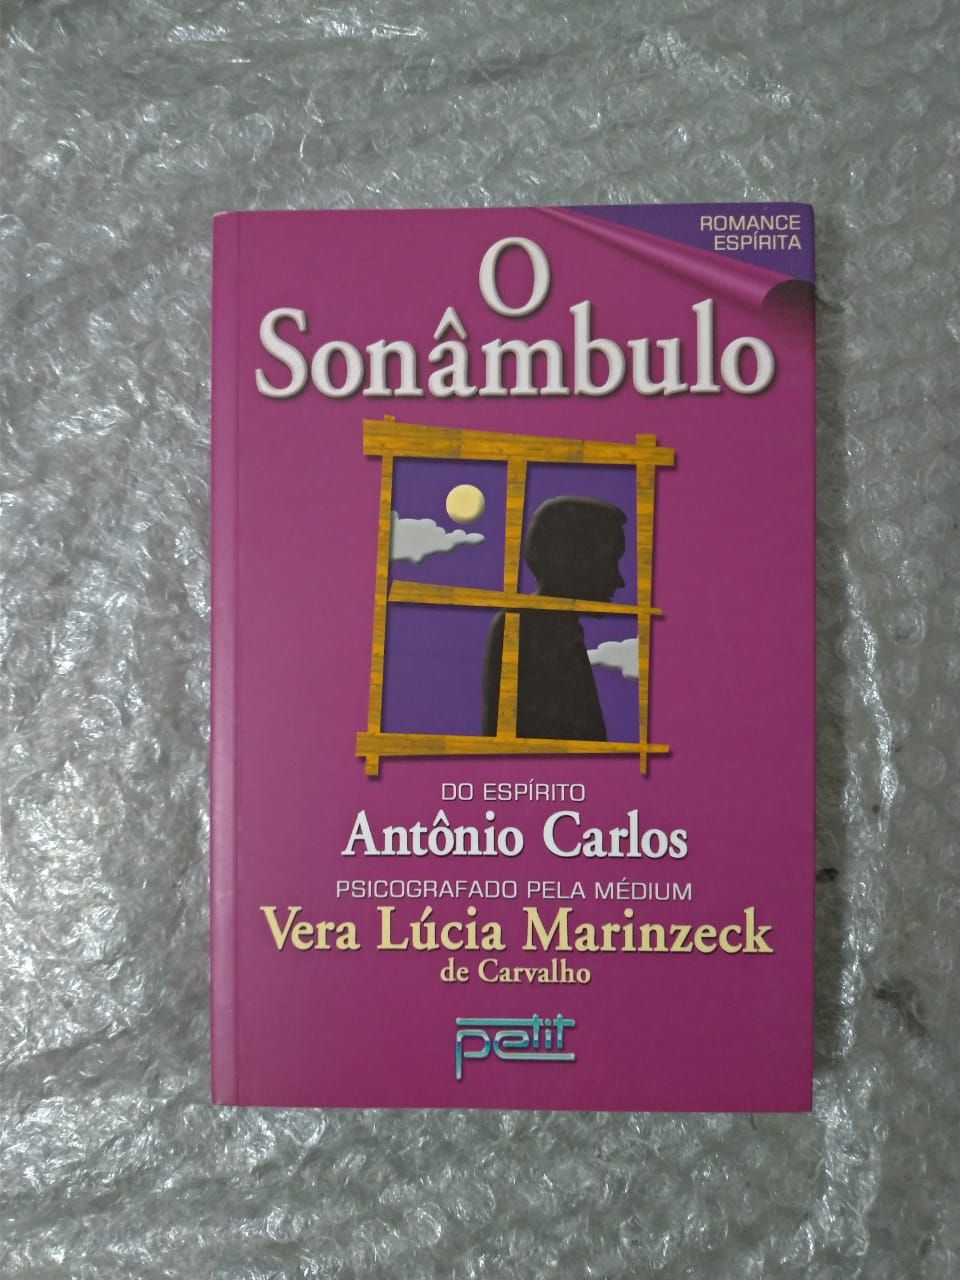 ROMANCE
ESPÍRITA
O
Sonâmbulo
DO ESPÍRITO
Antônio Carlos
PSICOGRAFADO PELA MÉDIUM
Vera Lúcia Marinzeck
de Carvalho
petit